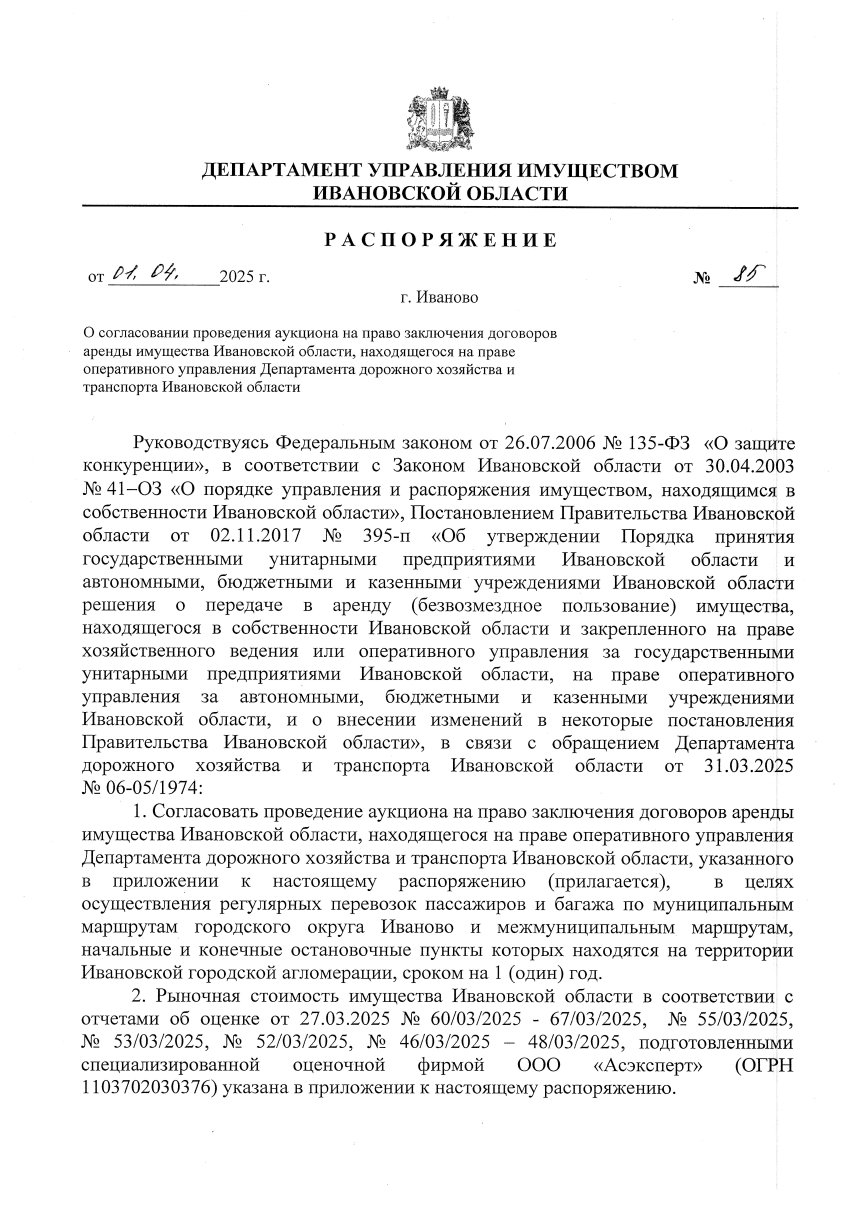 ДЕПАРТАМЕНТ УПРАВЛЕНИЯ ИМУЩЕСТВОМ
ИВАНОВСКОЙ ОБЛАСТИ
Р А С П О Р Я Ж Е Н И Е
от 01. 04. 2025 г. № 85
г. Иваново
О согласовании проведения аукциона на право заключения договоров
аренды имущества Ивановской области, находящегося на праве
оперативного управления Департамента дорожного хозяйства и
транспорта Ивановской области
Руководствуясь Федеральным законом от 26.07.2006 № 135-ФЗ «О защите
конкуренции», в соответствии с Законом Ивановской области от 30.04.2003
№ 41–ОЗ «О порядке управления и распоряжения имуществом, находящимся в
собственности Ивановской области», Постановлением Правительства Ивановской
области от 02.11.2017 № 395-п «Об утверждении Порядка принятия
государственными унитарными предприятиями Ивановской области и
автономными, бюджетными и казенными учреждениями Ивановской области
решения о передаче в аренду (безвозмездное пользование) имущества,
находящегося в собственности Ивановской области и закрепленного на праве
хозяйственного ведения или оперативного управления за государственными
унитарными предприятиями Ивановской области, на праве оперативного
управления за автономными, бюджетными и казенными учреждениями
Ивановской области, и о внесении изменений в некоторые постановления
Правительства Ивановской области», в связи с обращением Департамента
дорожного хозяйства и транспорта Ивановской области от 31.03.2025
№ 06-05/1974:
1. Согласовать проведение аукциона на право заключения договоров аренды
имущества Ивановской области, находящегося на праве оперативного управления
Департамента дорожного хозяйства и транспорта Ивановской области, указанного
в приложении к настоящему распоряжению (прилагается), в целях
осуществления регулярных перевозок пассажиров и багажа по муниципальным
маршрутам городского округа Иваново и межмуниципальным маршрутам,
начальные и конечные остановочные пункты которых находятся на территории
Ивановской городской агломерации, сроком на 1 (один) год.
2. Рыночная стоимость имущества Ивановской области в соответствии с
отчетами об оценке от 27.03.2025 № 60/03/2025 - 67/03/2025, № 55/03/2025,
№ 53/03/2025, № 52/03/2025, № 46/03/2025 – 48/03/2025, подготовленными
специализированной оценочной фирмой ООО «Асэксперт» (ОГРН
1103702030376) указана в приложении к настоящему распоряжению.